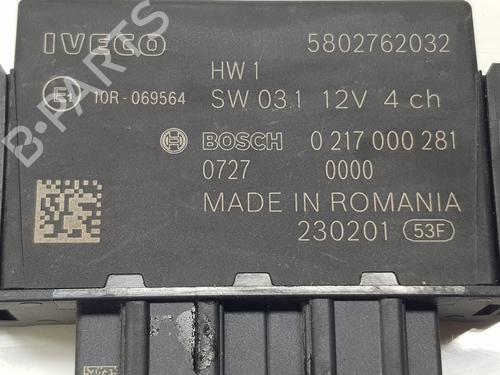 IVECO 5802762032
HW 1
E1 10R-069564 SW 03.1 12V 4 ch
BOSCH 0 217 000 281
0727 0000
MADE IN ROMANIA
230201 53F
B-PARTS